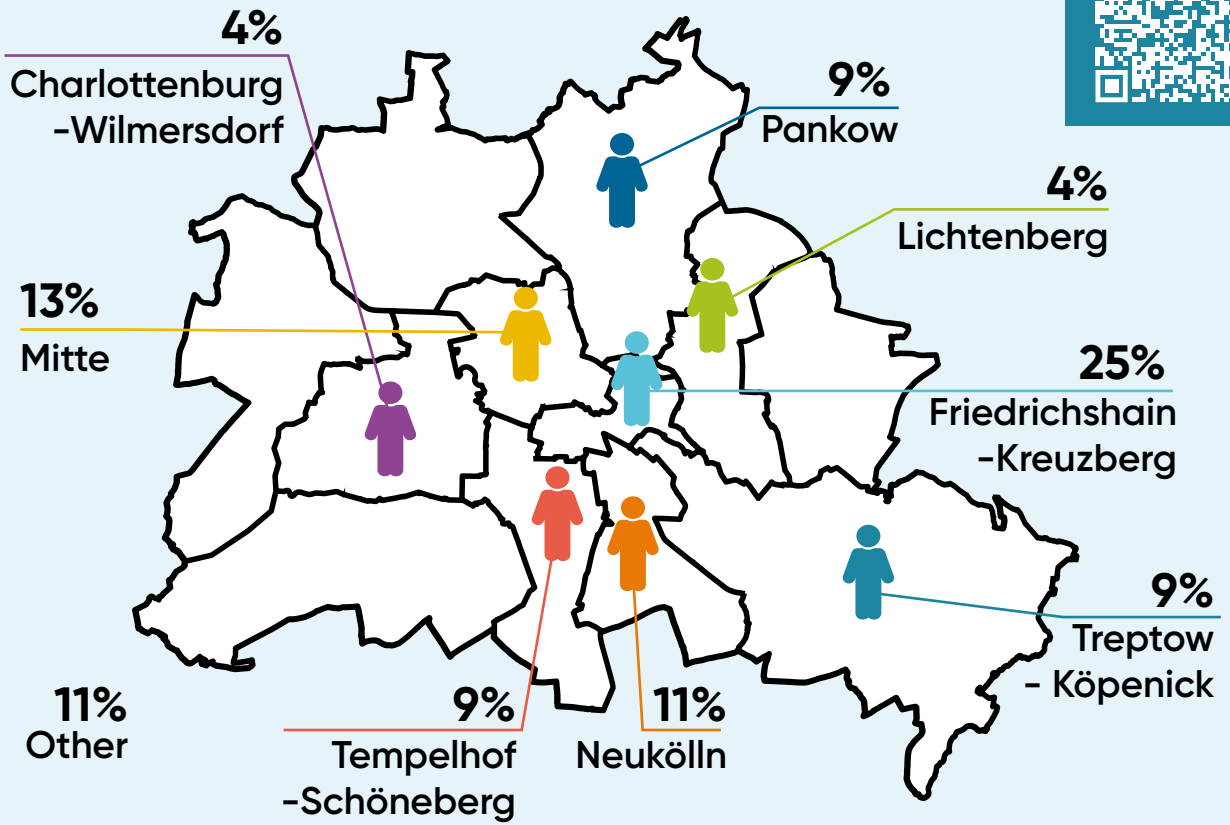 4%
Charlottenburg
-Wilmersdorf
9%
Pankow
4%
Lichtenberg
13%
Mitte
25%
Friedrichshain
-Kreuzberg
9%
Treptow
- Köpenick
11%
Other
9%
Tempelhof
-Schöneberg
11%
Neukölln